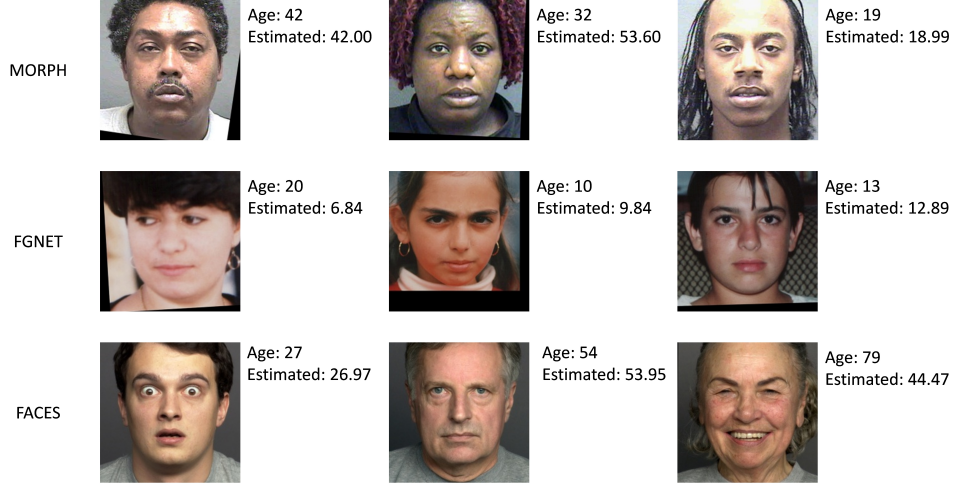 Age: 42
Estimated: 42.00
Age: 32
Estimated: 53.60
Age: 19
Estimated: 18.99
MORPH
Age: 20
Estimated: 6.84
Age: 10
Estimated: 9.84
Age: 13
Estimated: 12.89
FGNET
Age: 27
Estimated: 26.97
Age: 54
Estimated: 53.95
Age: 79
Estimated: 44.47
FACES